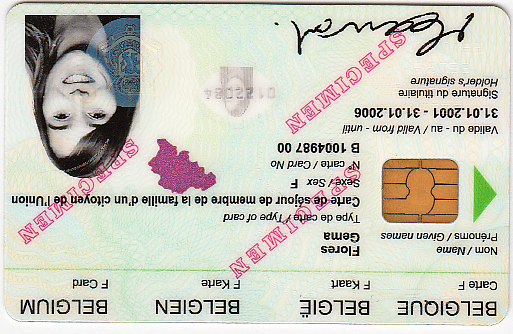 BELGIQUE BELGIË BELGIEN BELGIUM
Carte F F Kaart F Karte F Card
Nom / Name
Flores
Prénoms / Given names
Gema
Type de carte / Type of card
Carte de séjour de membre de la famille d'un citoyen de l'Union
Sexe / Sex
F
N° carte / Card No
B 1004987 00
Valide du - au / Valid from - until
31.01.2001 - 31.01.2006
Signature du titulaire
Holder's signature
SPECIMEN
SPECIMEN
SPECIMEN
SPECIMEN
SPECIMEN